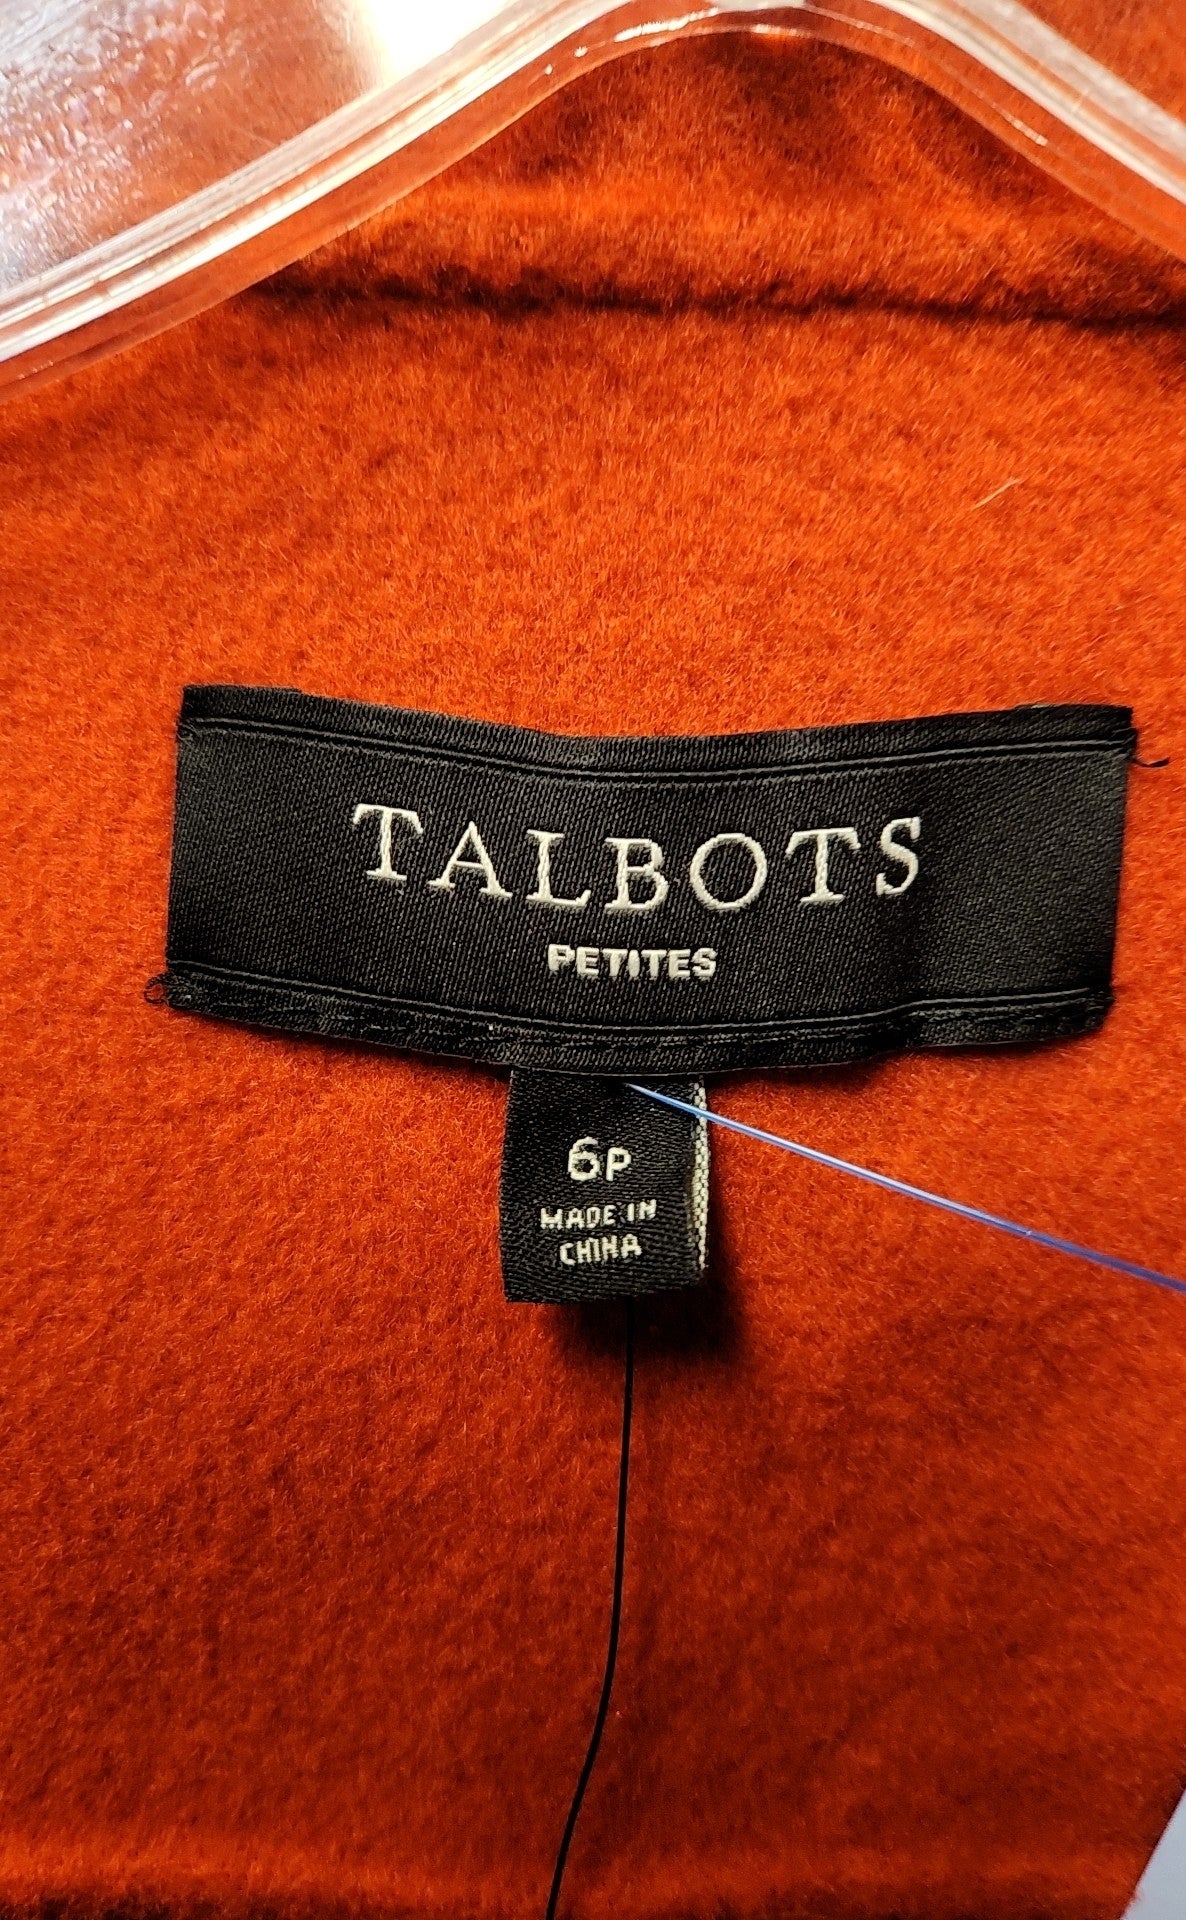 TALBOTS
PETITES
6P
MADE IN
CHINA